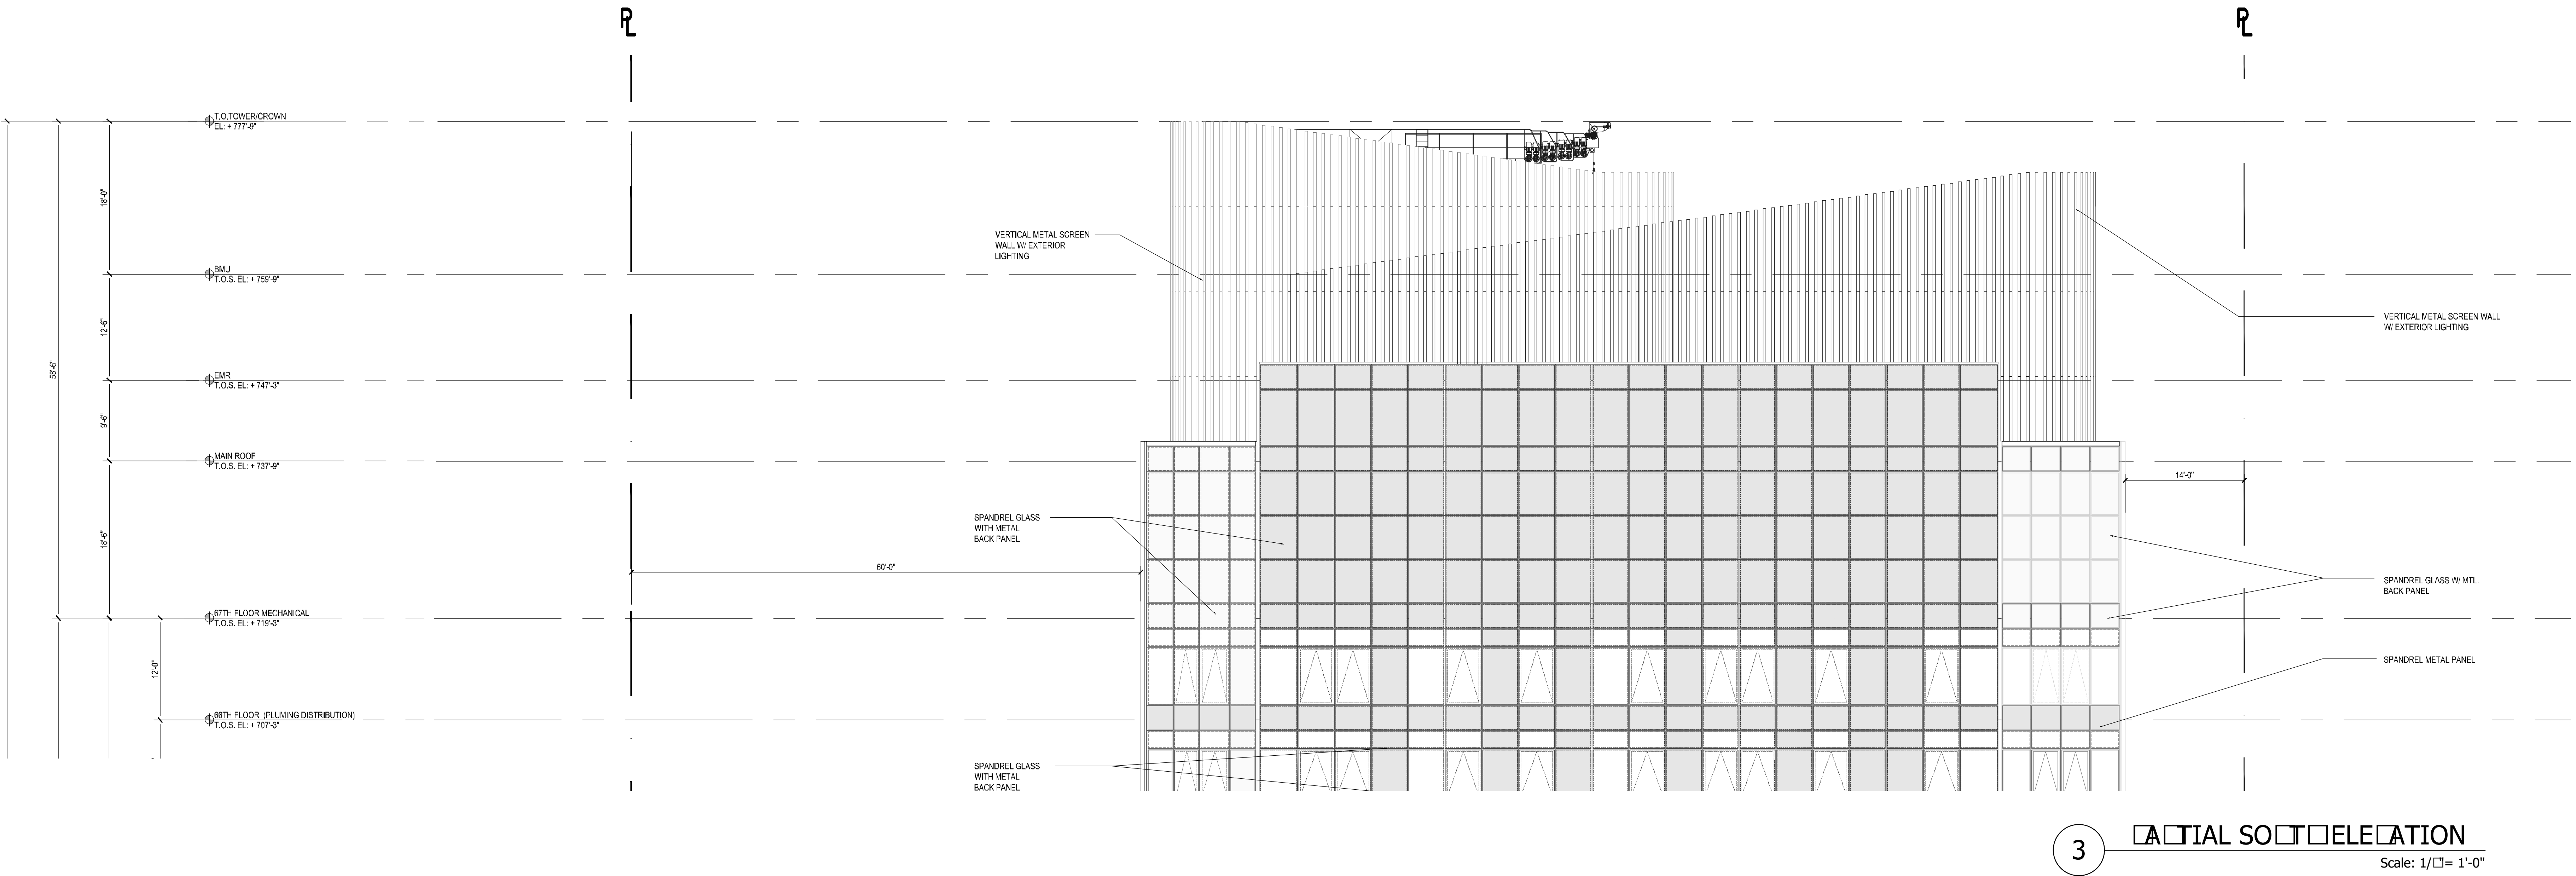 PL
PL
T.O.TOWER/CROWN
EL: + 777'-9"
18'-0"
VERTICAL METAL SCREEN
WALL W/ EXTERIOR
LIGHTING
BMU
T.O.S. EL: + 759'-9"
12'-6"
VERTICAL METAL SCREEN WALL
W/ EXTERIOR LIGHTING
58'-6"
EMR
T.O.S. EL: + 747'-3"
9'-6"
MAIN ROOF
T.O.S. EL: + 737'-9"
14'-0"
18'-6"
SPANDREL GLASS
WITH METAL
BACK PANEL
60'-0"
SPANDREL GLASS W/ MTL.
BACK PANEL
67TH FLOOR MECHANICAL
T.O.S. EL: + 719'-3"
12'-0"
SPANDREL METAL PANEL
66TH FLOOR (PLUMING DISTRIBUTION)
T.O.S. EL: + 707'-3"
SPANDREL GLASS
WITH METAL
BACK PANEL
3
□A□TIAL SO□T□ELE□ATION
Scale: 1/□= 1'-0"